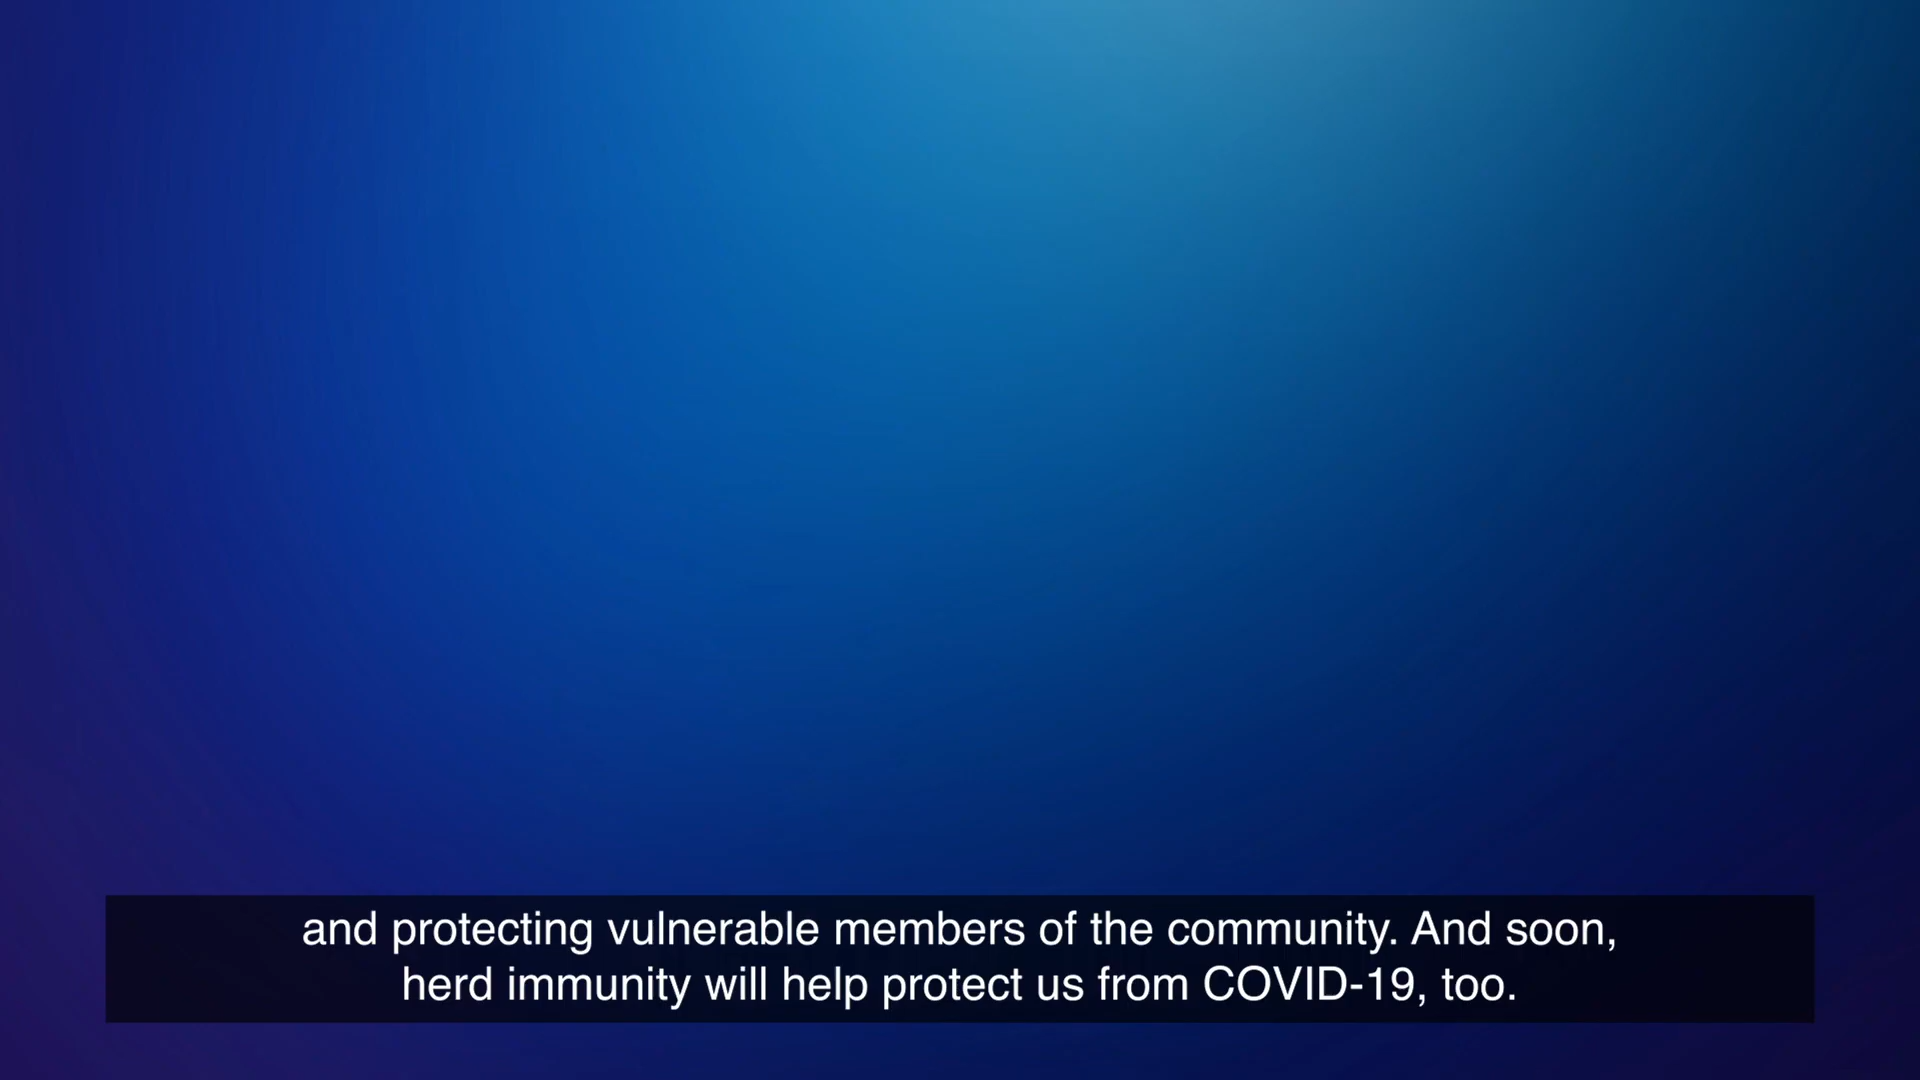 and protecting vulnerable members of the community. And soon,
herd immunity will help protect us from COVID-19, too.